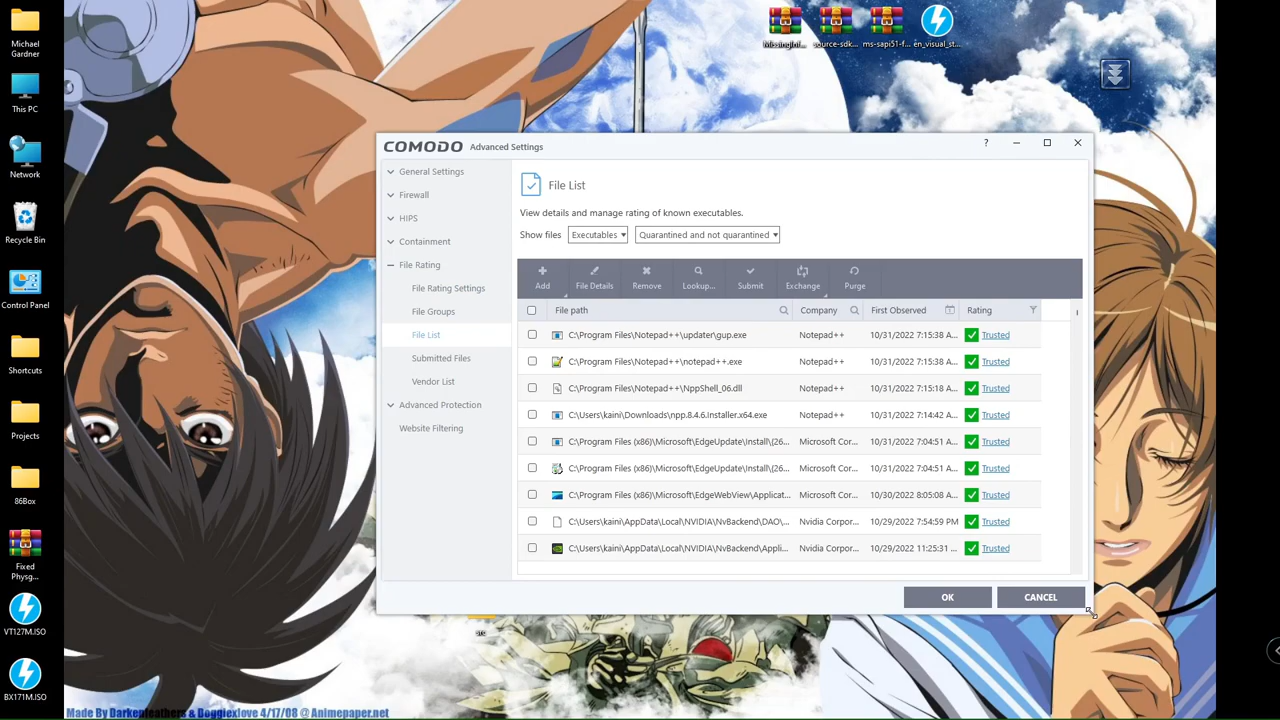 Michael
Gardner
This PC
Network
Recycle Bin
Control Panel
Shortcuts
Projects
86Box
Fixed
Physg...
VT127M.ISO
BX171M.ISO
source-sdk...
ms-sapi51-f...
en_visual_st...
COMODO Advanced Settings
?
General Settings
Firewall
HIPS
Containment
File Rating
File Rating Settings
File Groups
File List
Submitted Files
Vendor List
Advanced Protection
Website Filtering
File List
View details and manage rating of known executables.
Show files Executables Quarantined and not quarantined
Add File Details Remove Lookup... Submit Exchange Purge
File path Company First Observed Rating
C:\Program Files\Notepad++\update\gup.exe Notepad++ 10/31/2022 7:15:38 A... Trusted
C:\Program Files\Notepad++\notepad++.exe Notepad++ 10/31/2022 7:15:38 A... Trusted
C:\Program Files\Notepad++\NppShell_06.dll Notepad++ 10/31/2022 7:15:18 A... Trusted
C:\Users\kaini\Downloads\npp.8.4.6.Installer.x64.exe Notepad++ 10/31/2022 7:14:42 A... Trusted
C:\Program Files (x86)\Microsoft\EdgeUpdate\Install\{26... Microsoft Cor... 10/31/2022 7:04:51 A... Trusted
C:\Program Files (x86)\Microsoft\EdgeUpdate\Install\{26... Microsoft Cor... 10/31/2022 7:04:51 A... Trusted
C:\Program Files (x86)\Microsoft\EdgeWebView\Applicat... Microsoft Cor... 10/30/2022 8:05:08 A... Trusted
C:\Users\kaini\AppData\Local\NVIDIA\NvBackend\DAO\... Nvidia Corpor... 10/29/2022 7:54:59 PM Trusted
C:\Users\kaini\AppData\Local\NVIDIA\NvBackend\Appli... Nvidia Corpor... 10/29/2022 11:25:31 ... Trusted
OK CANCEL
src
Made By Darkenfeathers & Doggiexlove 4/17/08 @ Animepaper.net